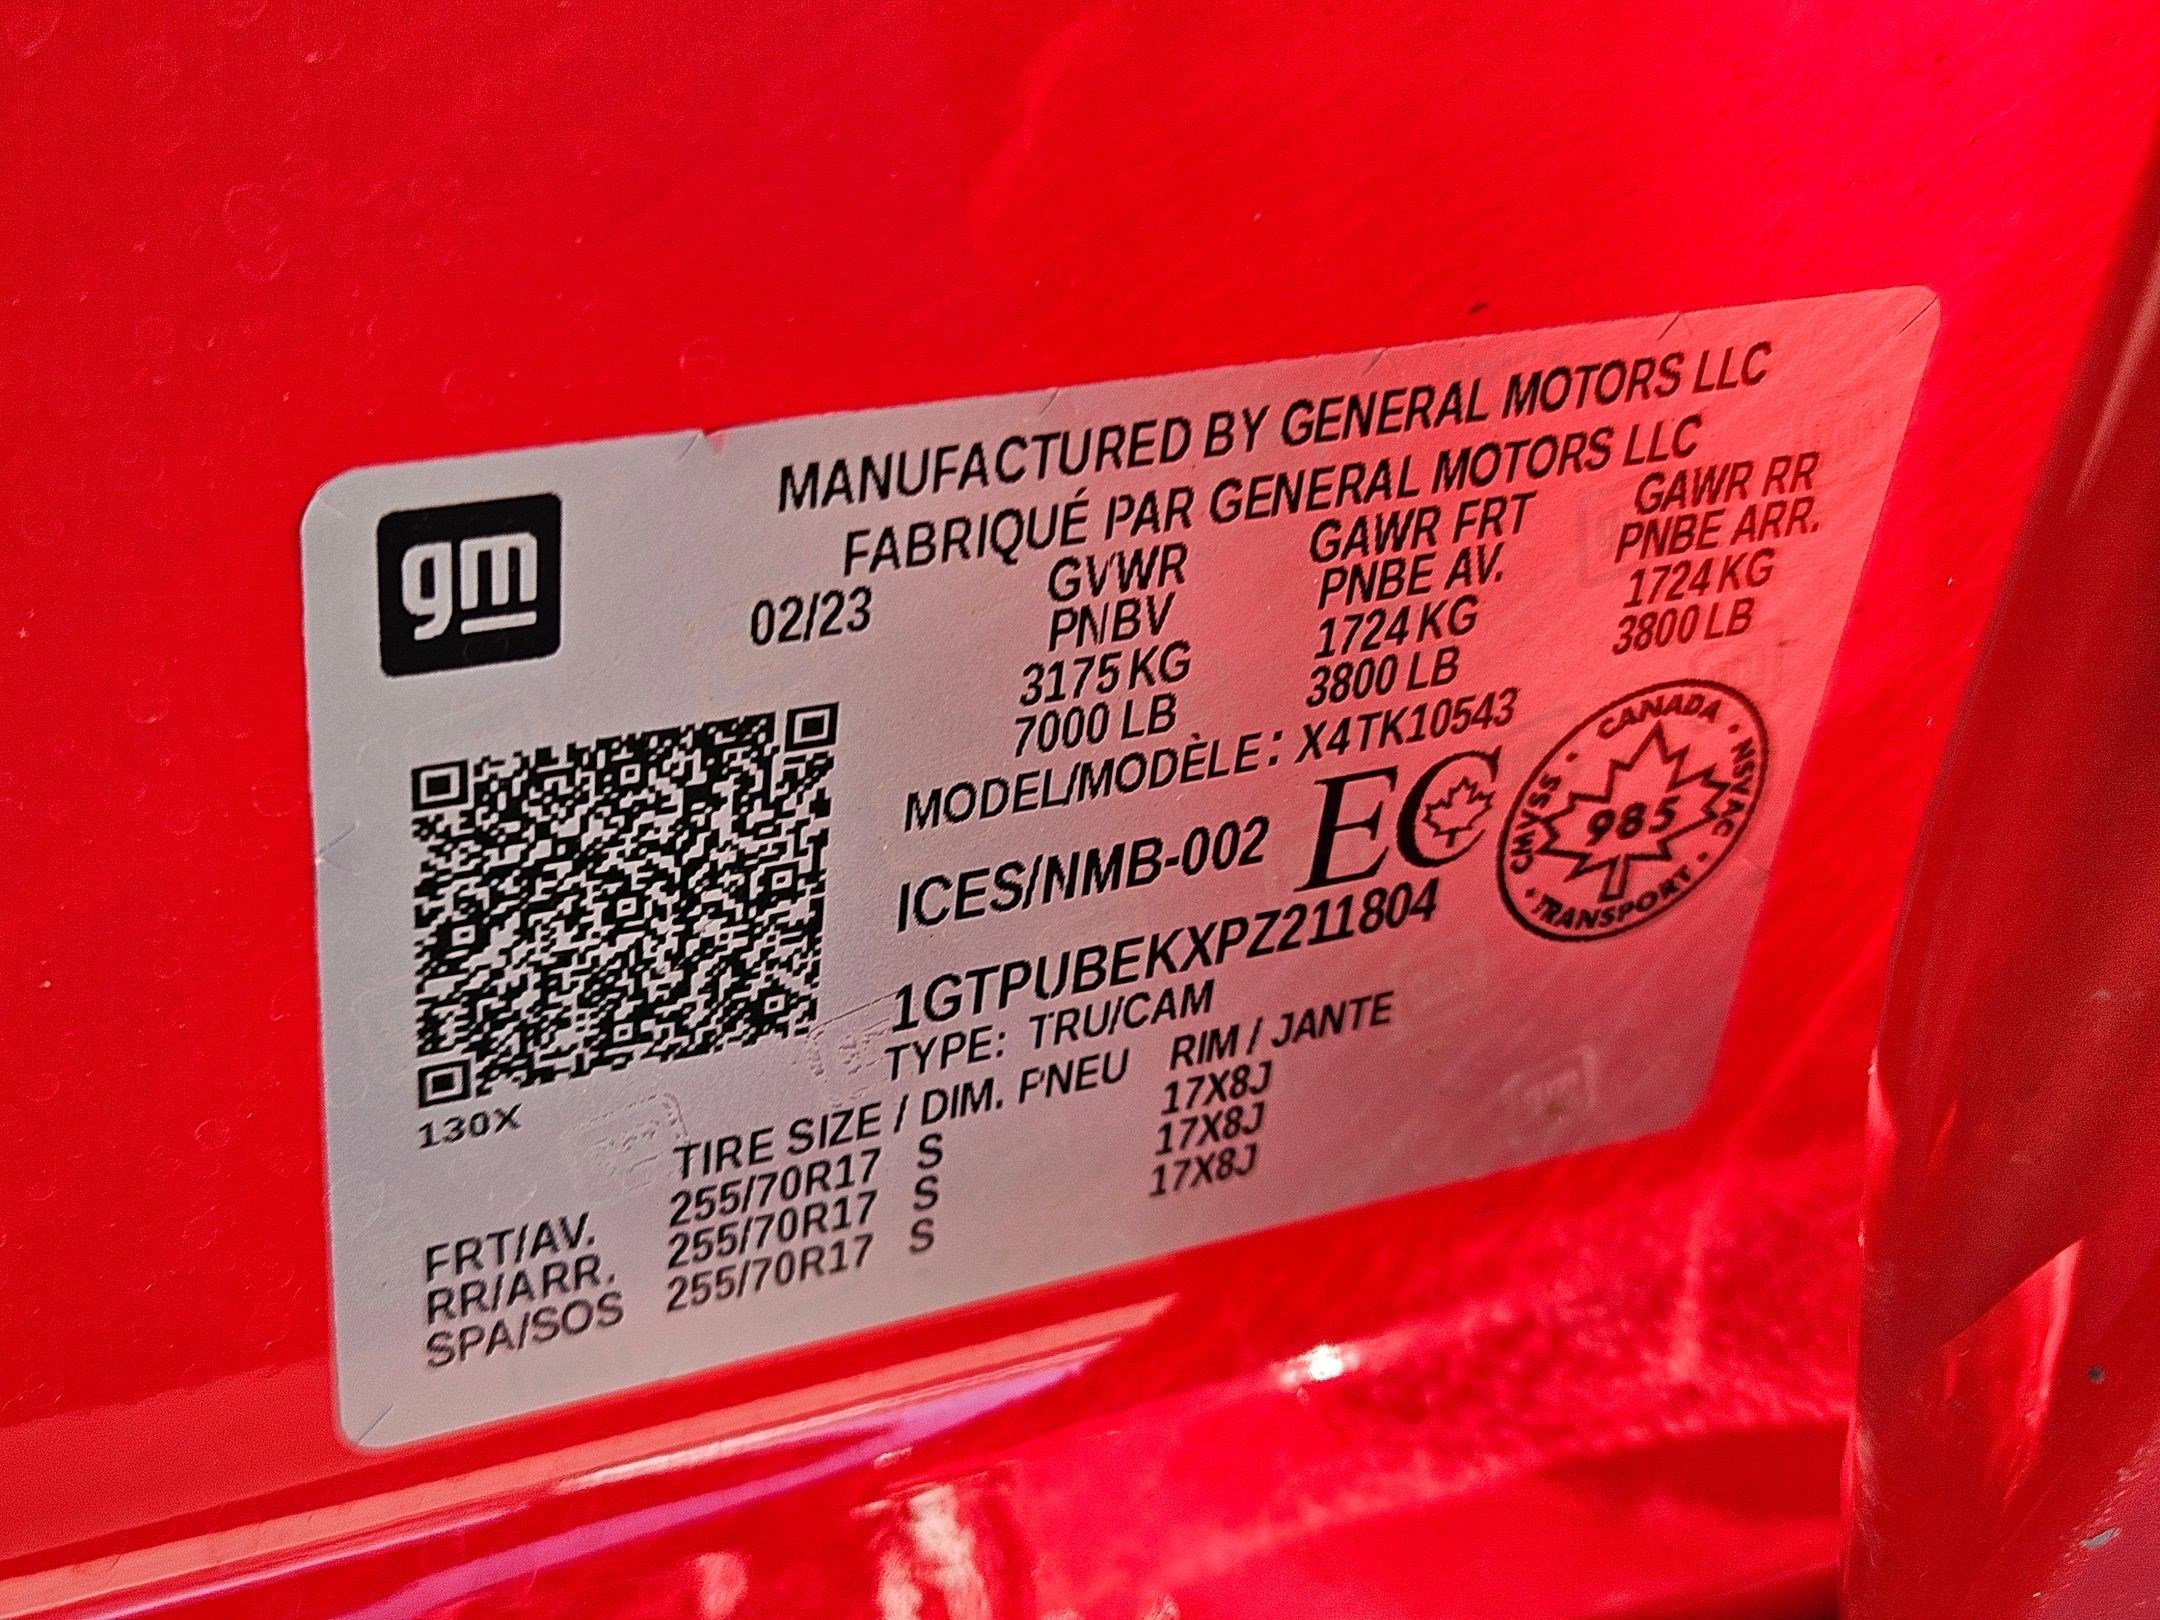 gm
MANUFACTURED BY GENERAL MOTORS LLC
FABRIQUÉ PAR GENERAL MOTORS LLC
02/23
GVWR GAWR FRT GAWR RR
PNBV PNBE AV. PNBE ARR.
3175 KG 1724 KG 1724 KG
7000 LB 3800 LB 3800 LB
MODEL/MODÈLE: X4TK10543
ICES/NMB-002 EC
CANADA · NSVAC · TRANSPORT · CMVSS ·
985
1GTPUBEKXPZ211804
TYPE: TRU/CAM
130X
TIRE SIZE / DIM. PNEU RIM / JANTE
FRT/AV. 255/70R17 S 17X8J
RR/ARR. 255/70R17 S 17X8J
SPA/SOS 255/70R17 S 17X8J